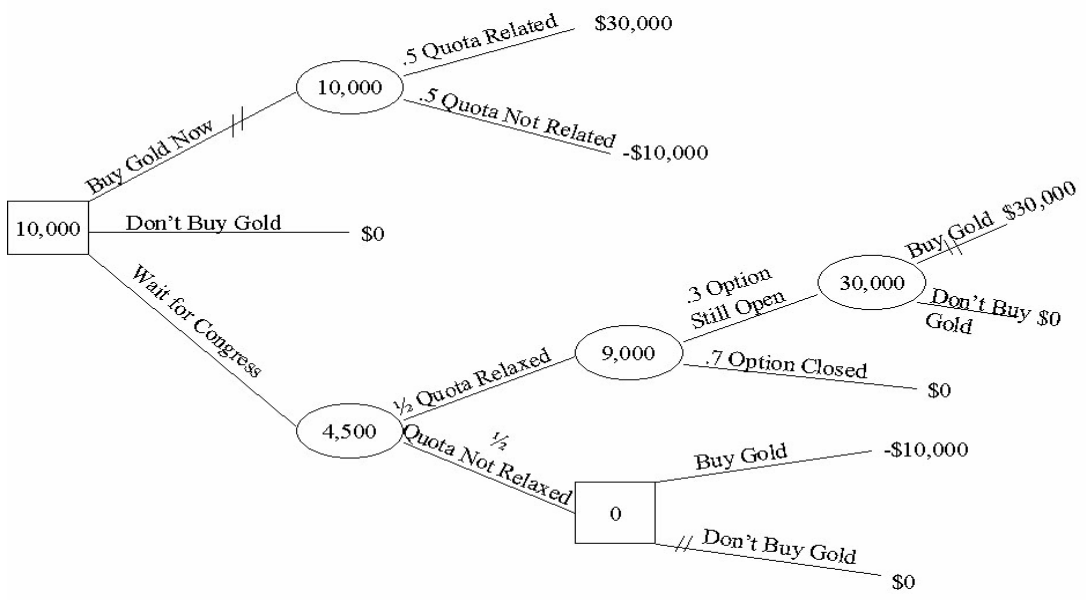 .5 Quota Related
$30,000
10,000
.5 Quota Not Related
-$10,000
Buy Gold Now
10,000
Don't Buy Gold
$0
Wait for Congress
Buy Gold
$30,000
30,000
.3 Option
Still Open
Don't Buy
Gold
$0
½ Quota Relaxed
9,000
.7 Option Closed
$0
4,500
½
Quota Not Relaxed
Buy Gold
-$10,000
0
Don't Buy Gold
$0